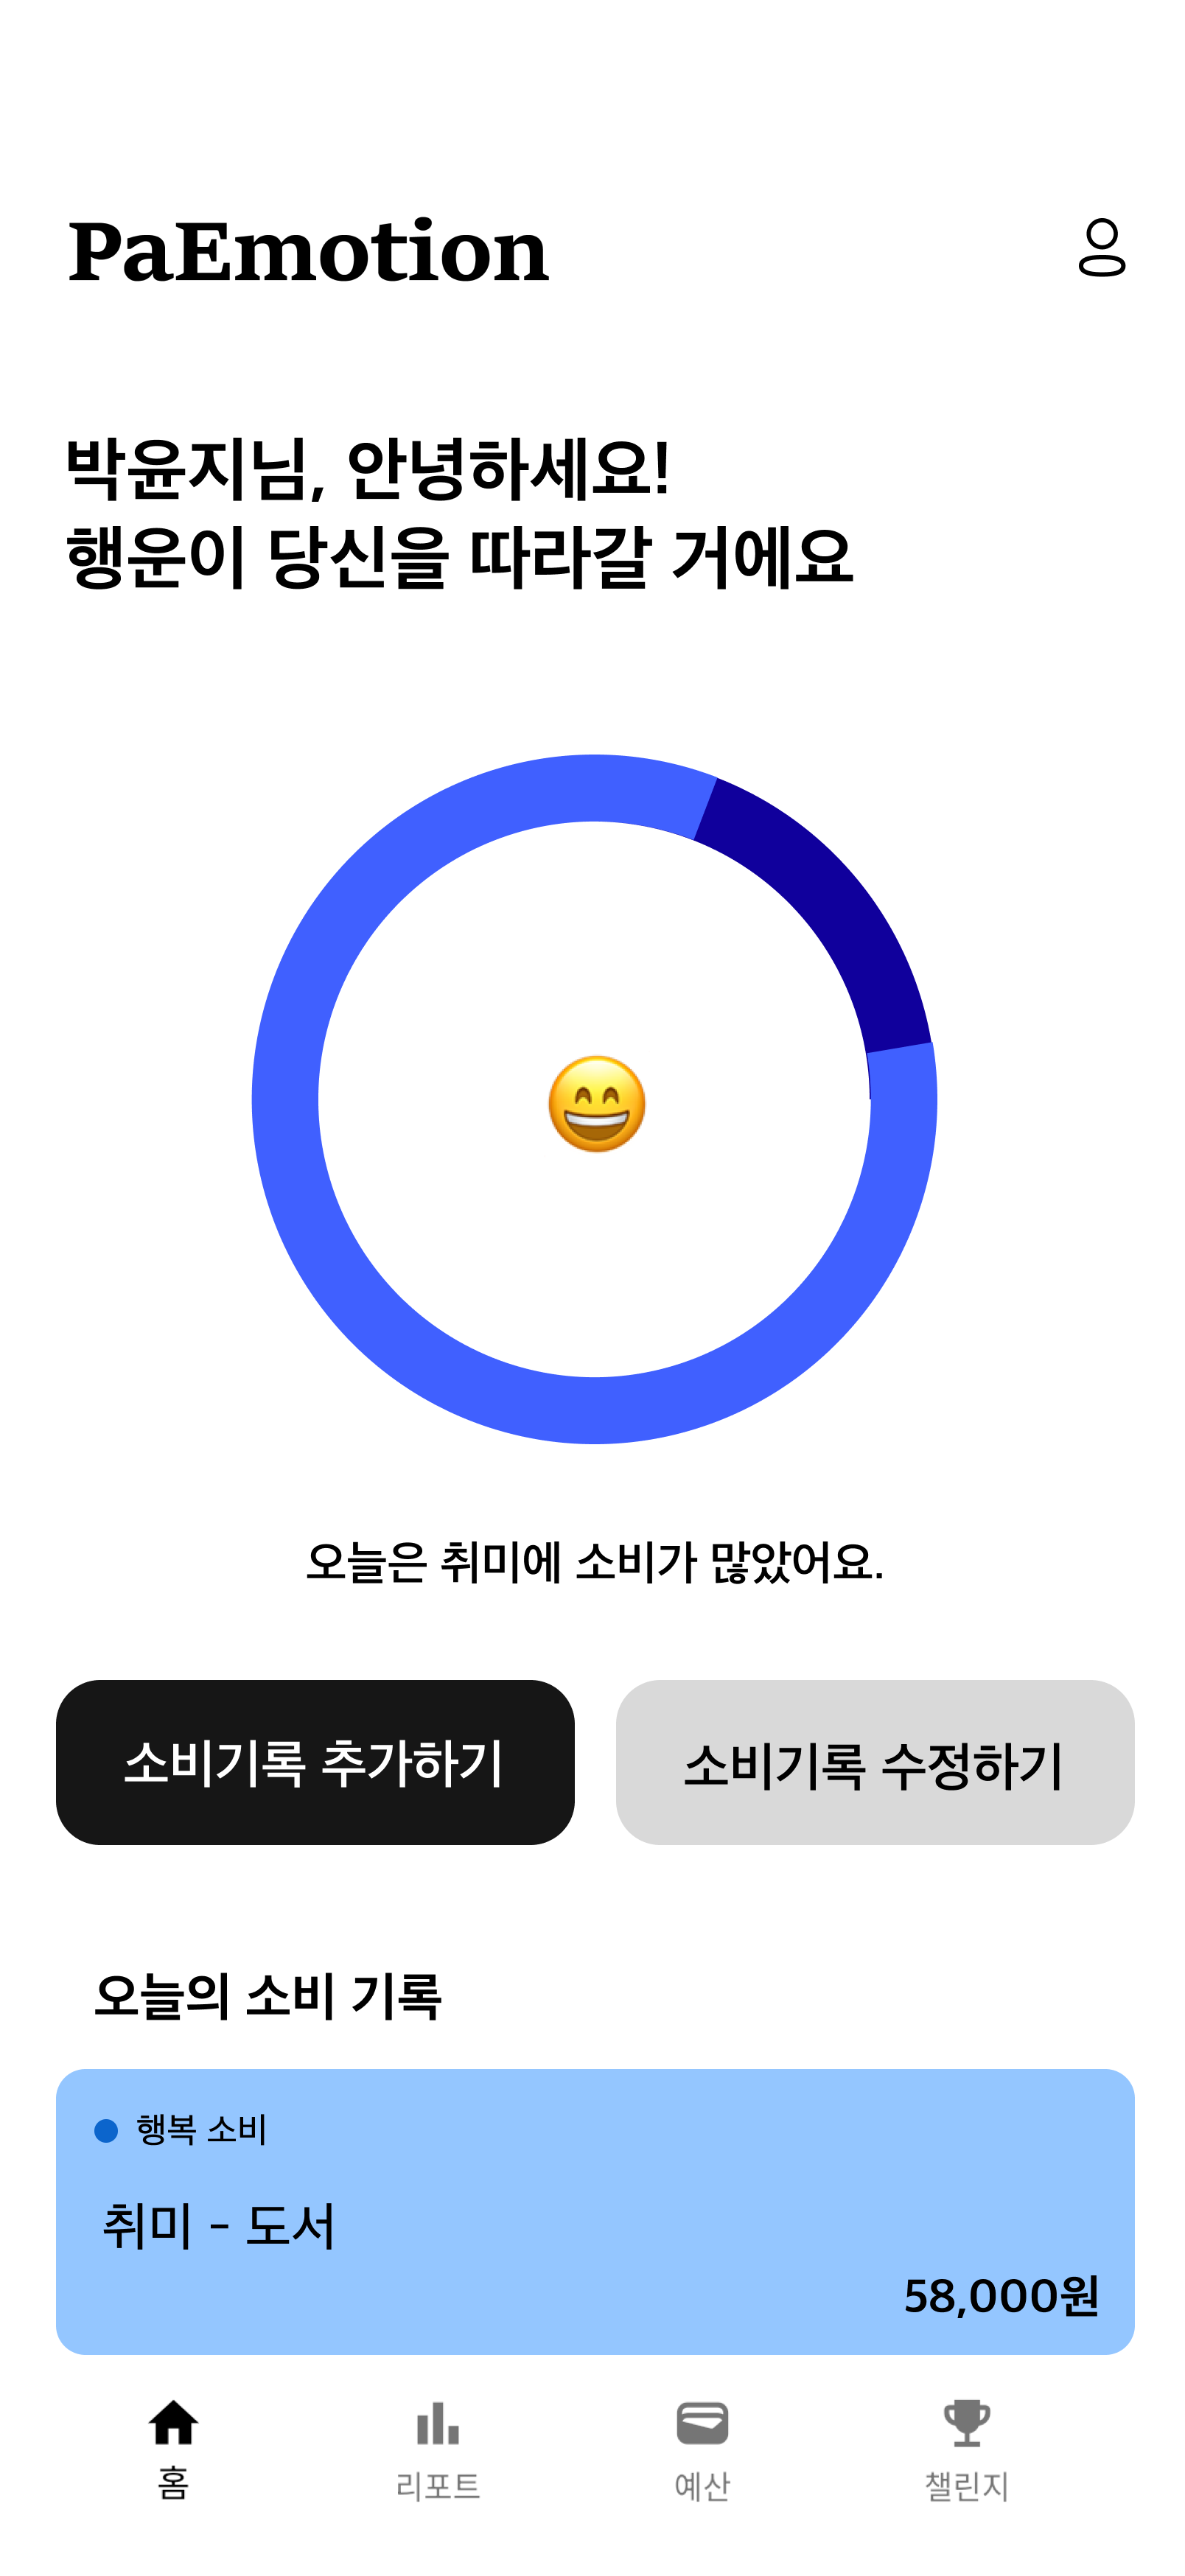 PaEmotion
박윤지님, 안녕하세요!
행운이 당신을 따라갈 거에요
오늘은 취미에 소비가 많았어요.
소비기록 추가하기
소비기록 수정하기
오늘의 소비 기록
행복 소비
취미 - 도서
58,000원
홈
리포트
예산
챌린지